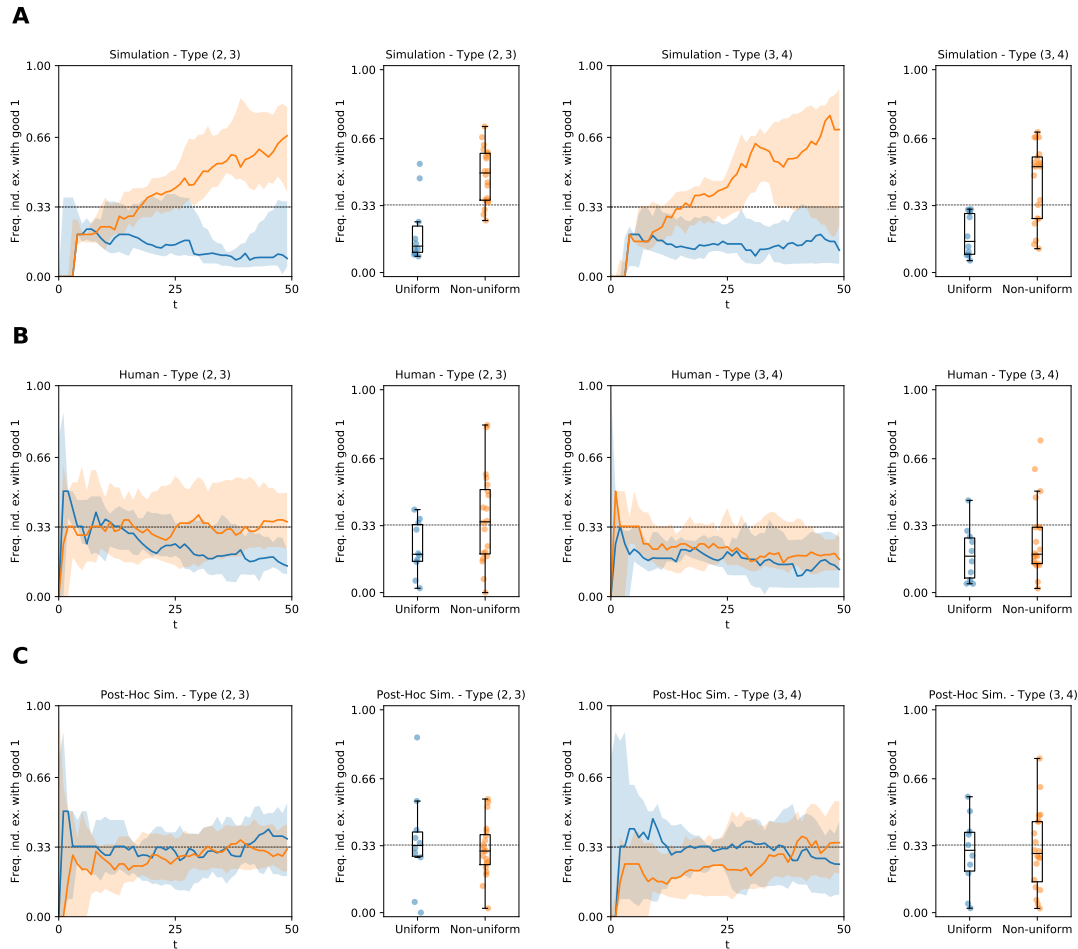 A
Simulation - Type (2, 3)
Freq. ind. ex. with good 1
1.00
0.66
0.33
0.00
0
25
50
t
Simulation - Type (2, 3)
Freq. ind. ex. with good 1
1.00
0.66
0.33
0.00
Uniform
Non-uniform
Simulation - Type (3, 4)
Freq. ind. ex. with good 1
1.00
0.66
0.33
0.00
0
25
50
t
Simulation - Type (3, 4)
Freq. ind. ex. with good 1
1.00
0.66
0.33
0.00
Uniform
Non-uniform
B
Human - Type (2, 3)
Freq. ind. ex. with good 1
1.00
0.66
0.33
0.00
0
25
50
t
Human - Type (2, 3)
Freq. ind. ex. with good 1
1.00
0.66
0.33
0.00
Uniform
Non-uniform
Human - Type (3, 4)
Freq. ind. ex. with good 1
1.00
0.66
0.33
0.00
0
25
50
t
Human - Type (3, 4)
Freq. ind. ex. with good 1
1.00
0.66
0.33
0.00
Uniform
Non-uniform
C
Post-Hoc Sim. - Type (2, 3)
Freq. ind. ex. with good 1
1.00
0.66
0.33
0.00
0
25
50
t
Post-Hoc Sim. - Type (2, 3)
Freq. ind. ex. with good 1
1.00
0.66
0.33
0.00
Uniform
Non-uniform
Post-Hoc Sim. - Type (3, 4)
Freq. ind. ex. with good 1
1.00
0.66
0.33
0.00
0
25
50
t
Post-Hoc Sim. - Type (3, 4)
Freq. ind. ex. with good 1
1.00
0.66
0.33
0.00
Uniform
Non-uniform